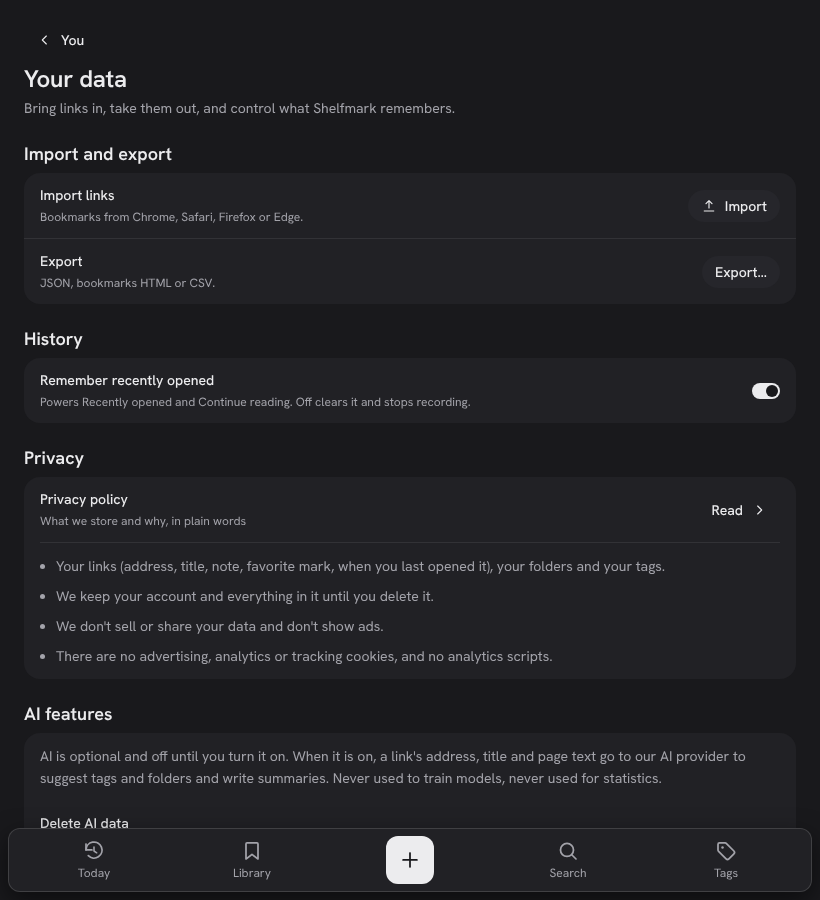 You
Your data
Bring links in, take them out, and control what Shelfmark remembers.
Import and export
Import links
Bookmarks from Chrome, Safari, Firefox or Edge.
Import
Export
JSON, bookmarks HTML or CSV.
Export...
History
Remember recently opened
Powers Recently opened and Continue reading. Off clears it and stops recording.
Privacy
Privacy policy
What we store and why, in plain words
Read
Your links (address, title, note, favorite mark, when you last opened it), your folders and your tags.
We keep your account and everything in it until you delete it.
We don't sell or share your data and don't show ads.
There are no advertising, analytics or tracking cookies, and no analytics scripts.
AI features
AI is optional and off until you turn it on. When it is on, a link's address, title and page text go to our AI provider to
suggest tags and folders and write summaries. Never used to train models, never used for statistics.
Delete AI data
Today
Library
Search
Tags